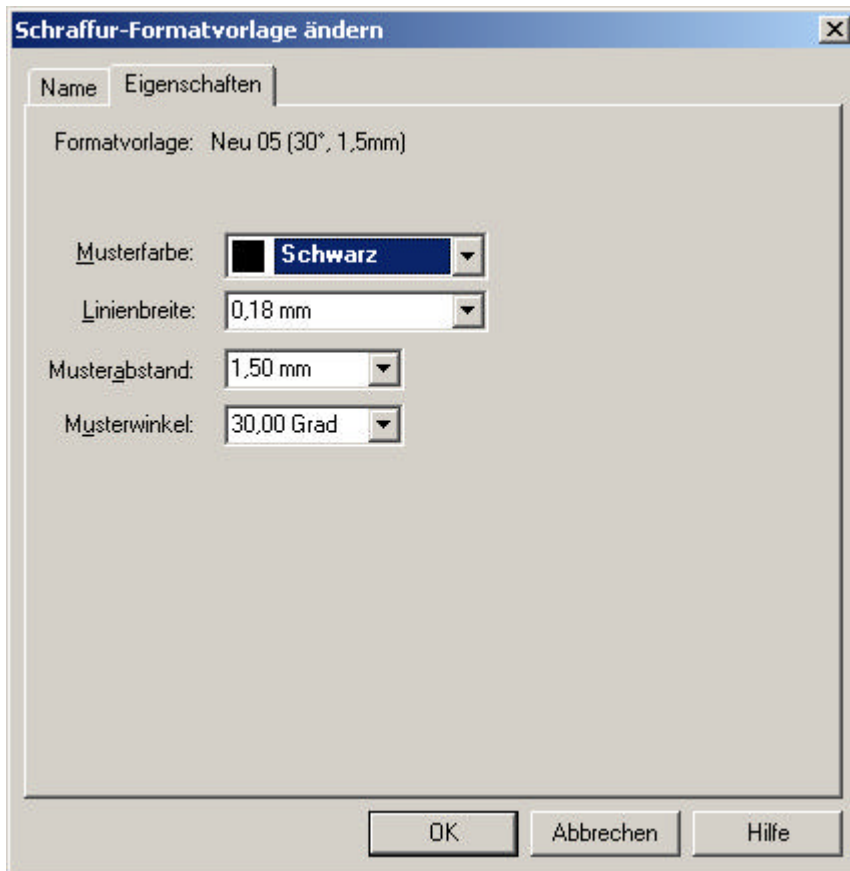 Schraffur-Formatvorlage ändern
Name Eigenschaften
Formatvorlage: Neu 05 (30°, 1,5mm)
Musterfarbe: Schwarz
Linienbreite: 0,18 mm
Musterabstand: 1,50 mm
Musterwinkel: 30,00 Grad
OK Abbrechen Hilfe